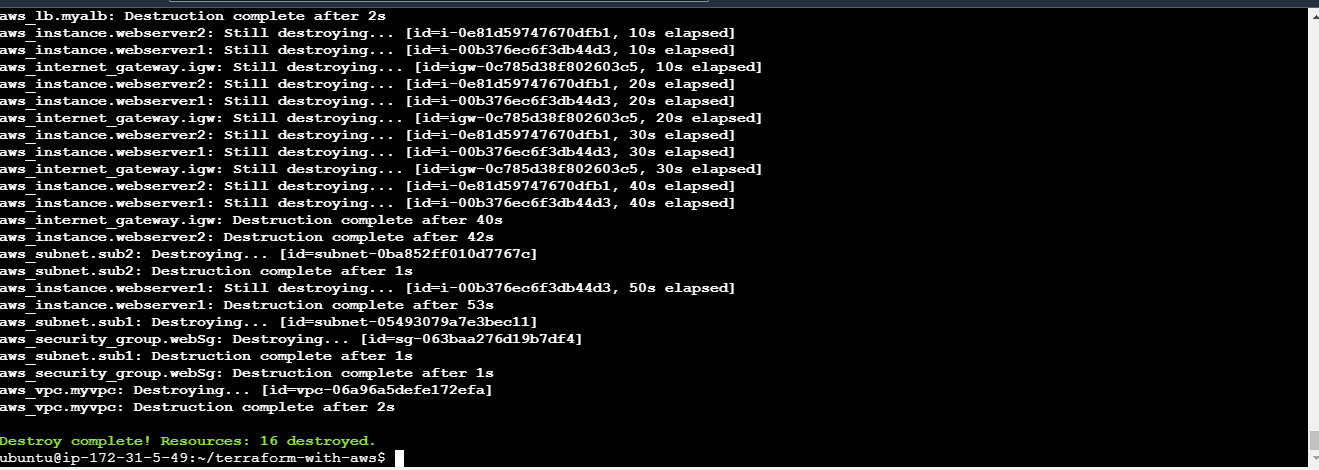 aws_lb.myalb: Destruction complete after 2s
aws_instance.webserver2: Still destroying... [id=i-0e81d59747670dfb1, 10s elapsed]
aws_instance.webserver1: Still destroying... [id=i-00b376ec6f3db44d3, 10s elapsed]
aws_internet_gateway.igw: Still destroying... [id=igw-0c785d38f802603c5, 10s elapsed]
aws_instance.webserver2: Still destroying... [id=i-0e81d59747670dfb1, 20s elapsed]
aws_instance.webserver1: Still destroying... [id=i-00b376ec6f3db44d3, 20s elapsed]
aws_internet_gateway.igw: Still destroying... [id=igw-0c785d38f802603c5, 20s elapsed]
aws_instance.webserver2: Still destroying... [id=i-0e81d59747670dfb1, 30s elapsed]
aws_instance.webserver1: Still destroying... [id=i-00b376ec6f3db44d3, 30s elapsed]
aws_internet_gateway.igw: Still destroying... [id=igw-0c785d38f802603c5, 30s elapsed]
aws_instance.webserver2: Still destroying... [id=i-0e81d59747670dfb1, 40s elapsed]
aws_instance.webserver1: Still destroying... [id=i-00b376ec6f3db44d3, 40s elapsed]
aws_internet_gateway.igw: Destruction complete after 40s
aws_instance.webserver2: Destruction complete after 42s
aws_subnet.sub2: Destroying... [id=subnet-0ba852ff010d7767c]
aws_subnet.sub2: Destruction complete after 1s
aws_instance.webserver1: Still destroying... [id=i-00b376ec6f3db44d3, 50s elapsed]
aws_instance.webserver1: Destruction complete after 53s
aws_subnet.sub1: Destroying... [id=subnet-05493079a7e3bec11]
aws_security_group.webSg: Destroying... [id=sg-063baa276d19b7df4]
aws_subnet.sub1: Destruction complete after 1s
aws_security_group.webSg: Destruction complete after 1s
aws_vpc.myvpc: Destroying... [id=vpc-06a96a5defe172efa]
aws_vpc.myvpc: Destruction complete after 2s
Destroy complete! Resources: 16 destroyed.
ubuntu@ip-172-31-5-49:~/terraform-with-aws$